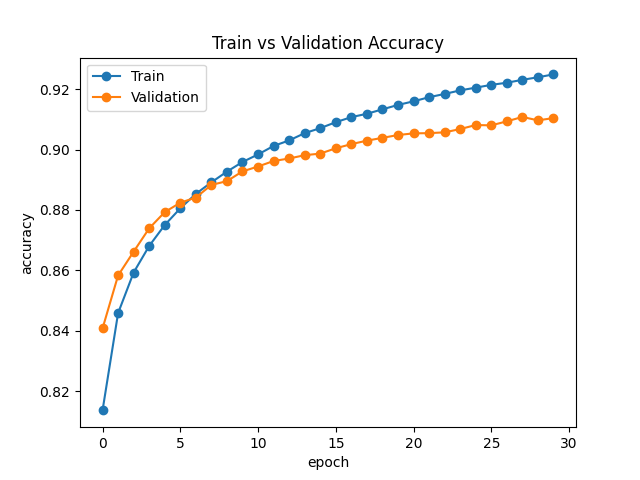 Train vs Validation Accuracy
Train
Validation
0.92
0.90
0.88
0.86
0.84
0.82
accuracy
0 5 10 15 20 25 30
epoch